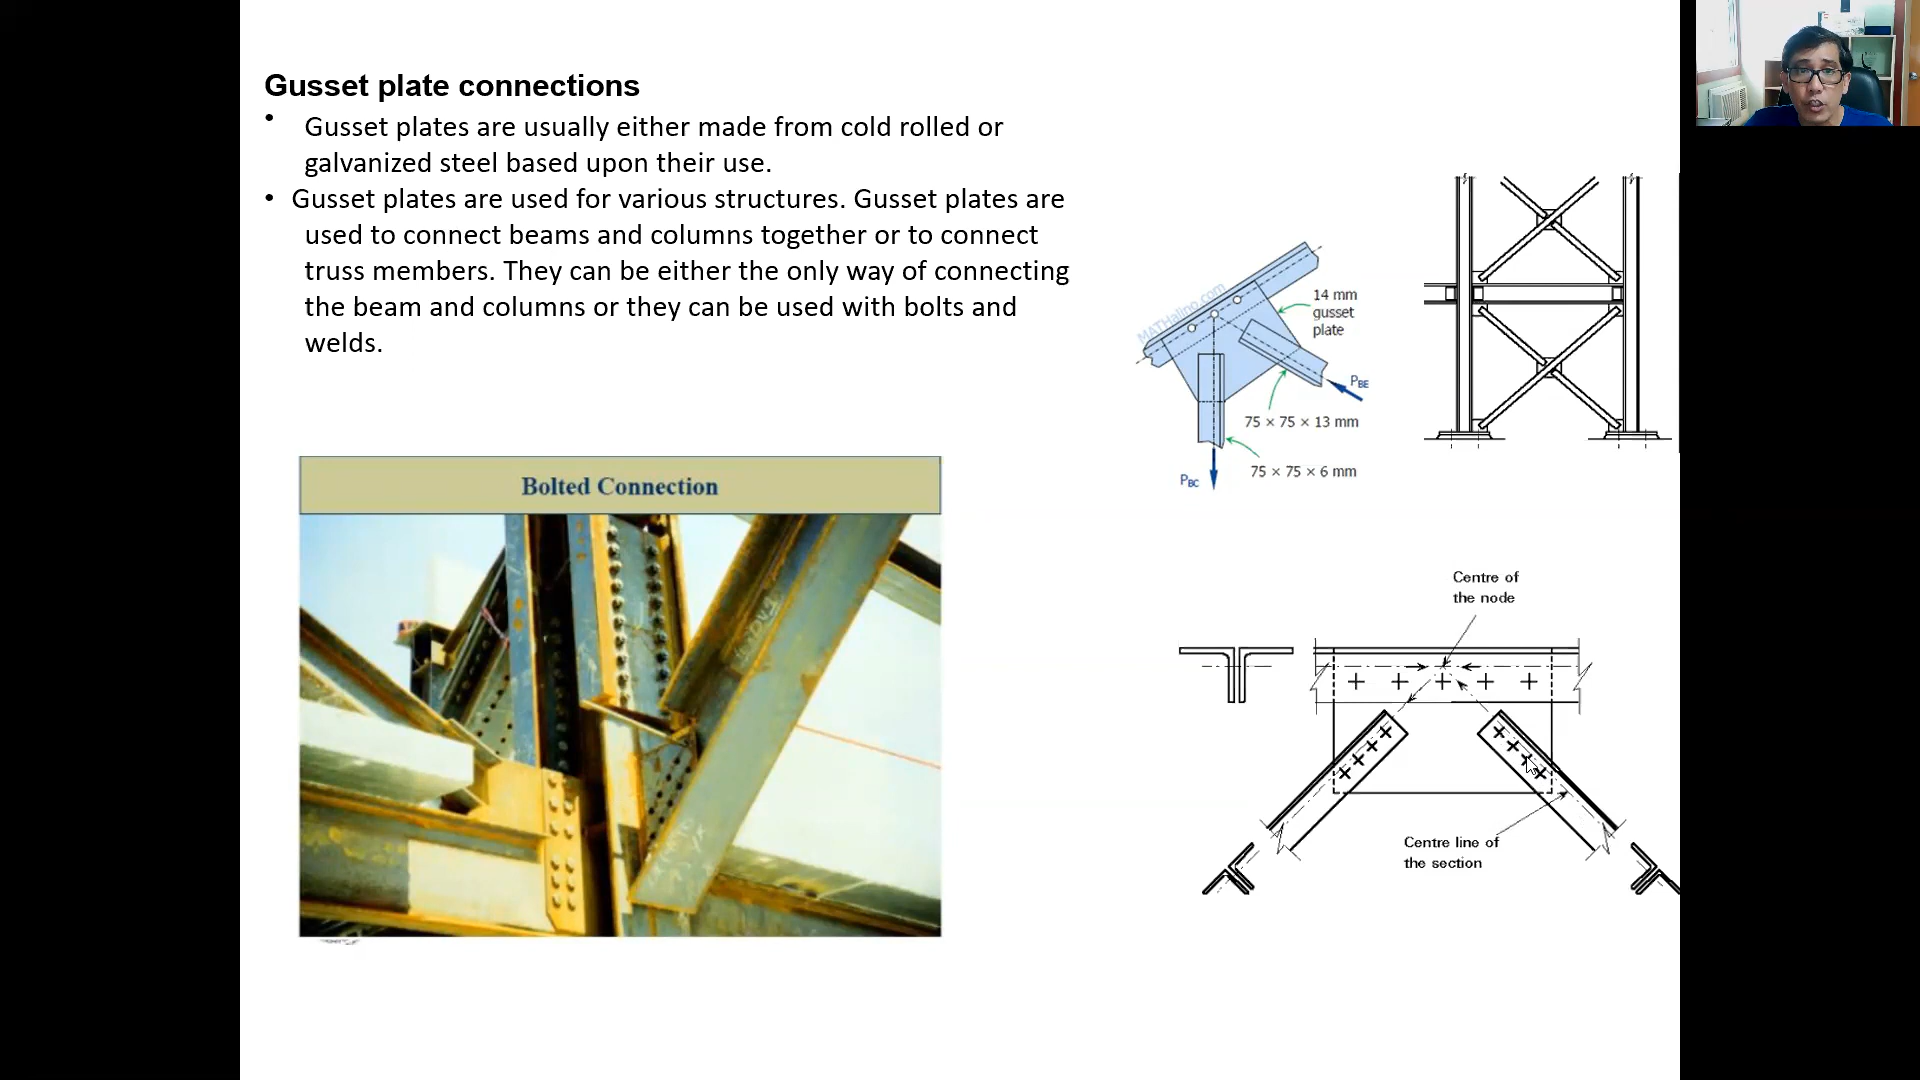 Gusset plate connections
• Gusset plates are usually either made from cold rolled or
galvanized steel based upon their use.
• Gusset plates are used for various structures. Gusset plates are
used to connect beams and columns together or to connect
truss members. They can be either the only way of connecting
the beam and columns or they can be used with bolts and
welds.
Bolted Connection
MATHalino.com
14 mm
gusset
plate
PBE
75 × 75 × 13 mm
75 × 75 × 6 mm
PBC
Centre of
the node
Centre line of
the section